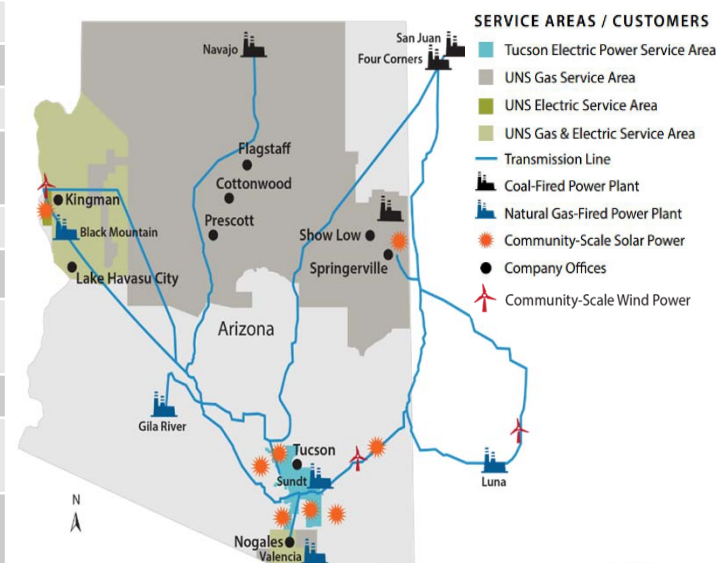 SERVICE AREAS / CUSTOMERS
Tucson Electric Power Service Area
UNS Gas Service Area
UNS Electric Service Area
UNS Gas & Electric Service Area
Transmission Line
Coal-Fired Power Plant
Natural Gas-Fired Power Plant
Community-Scale Solar Power
Company Offices
Community-Scale Wind Power
San Juan
Navajo
Four Corners
Flagstaff
Cottonwood
Kingman
Prescott
Black Mountain
Show Low
Springerville
Lake Havasu City
Arizona
Gila River
Tucson
Sundt
Luna
N
Nogales
Valencia